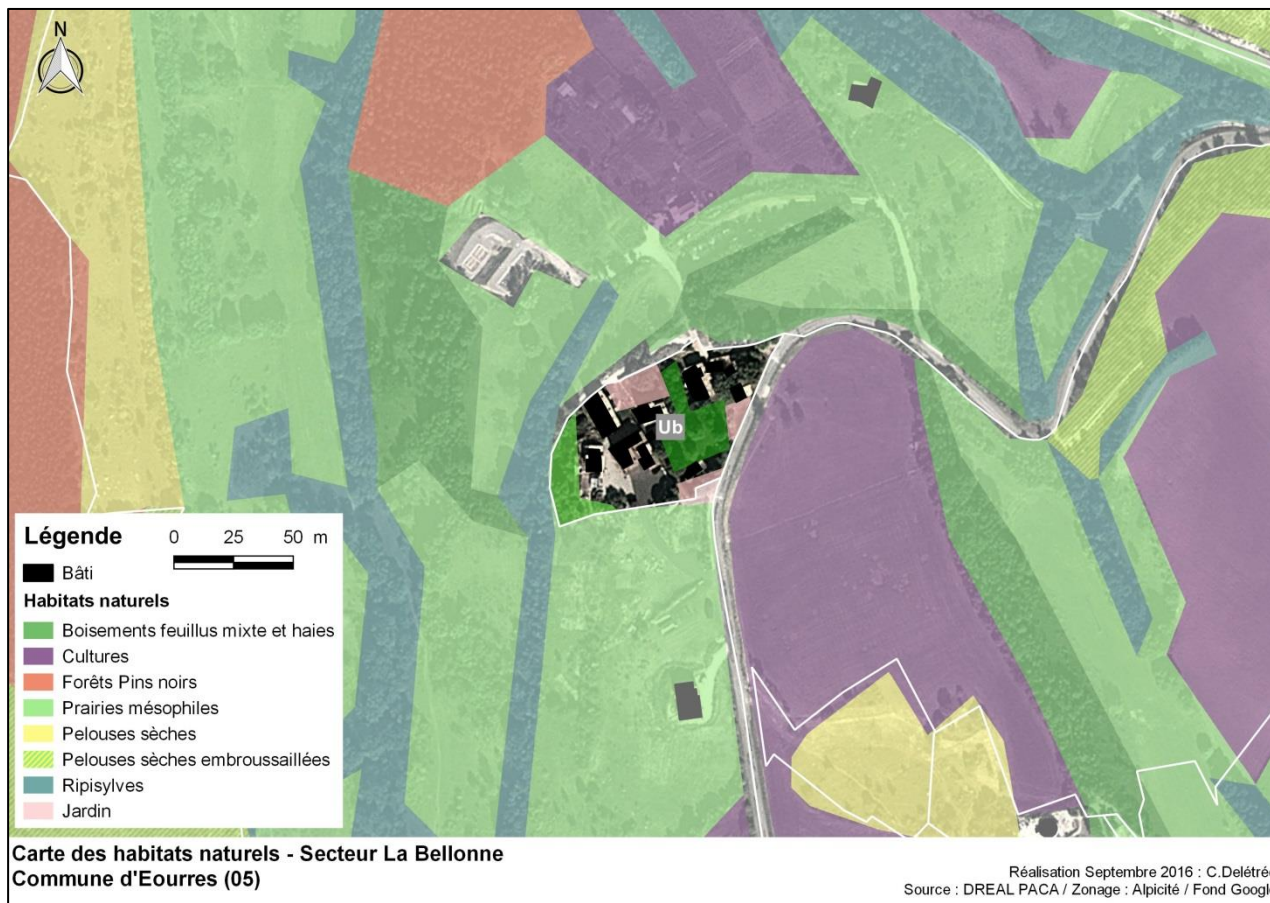 N
Ub
Légende
0 25 50 m
Bâti
Habitats naturels
Boisements feuillus mixte et haies
Cultures
Forêts Pins noirs
Prairies mésophiles
Pelouses sèches
Pelouses sèches embroussaillées
Ripisylves
Jardin
Carte des habitats naturels - Secteur La Bellonne
Commune d'Eourres (05)
Réalisation Septembre 2016 : C.Delétrée
Source : DREAL PACA / Zonage : Alpicité / Fond Google